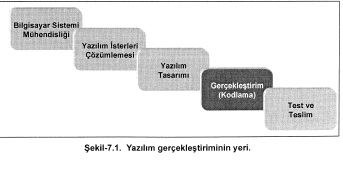 Bilgisayar Sistemi
Mühendisliği
Yazılım İsterleri
Çözümlemesi
Yazılım
Tasarımı
Gerçekleştirim
(Kodlama)
Test ve
Teslim
Şekil-7.1. Yazılım gerçekleştiriminin yeri.